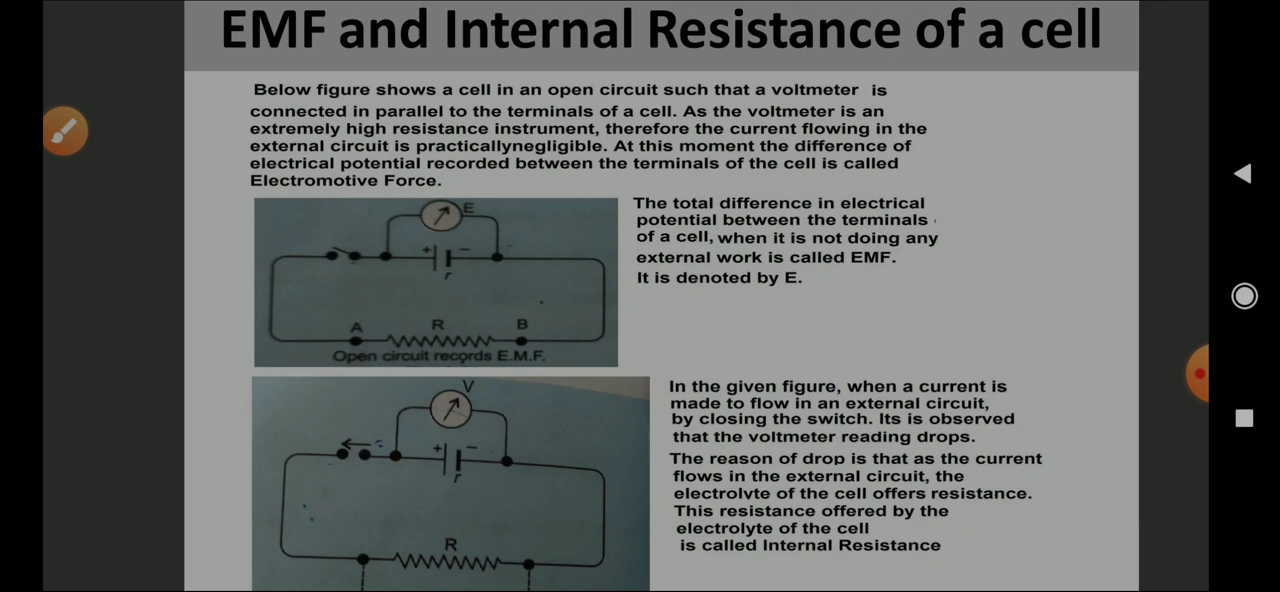 EMF and Internal Resistance of a cell
Below figure shows a cell in an open circuit such that a voltmeter is
connected in parallel to the terminals of a cell. As the voltmeter is an
extremely high resistance instrument, therefore the current flowing in the
external circuit is practicallynegligible. At this moment the difference of
electrical potential recorded between the terminals of the cell is called
Electromotive Force.
E
+ −
r
A R B
Open circuit records E.M.F.
The total difference in electrical
potential between the terminals
of a cell, when it is not doing any
external work is called EMF.
It is denoted by E.
V
+ −
r
R
In the given figure, when a current is
made to flow in an external circuit,
by closing the switch. Its is observed
that the voltmeter reading drops.
The reason of drop is that as the current
flows in the external circuit, the
electrolyte of the cell offers resistance.
This resistance offered by the
electrolyte of the cell
is called Internal Resistance